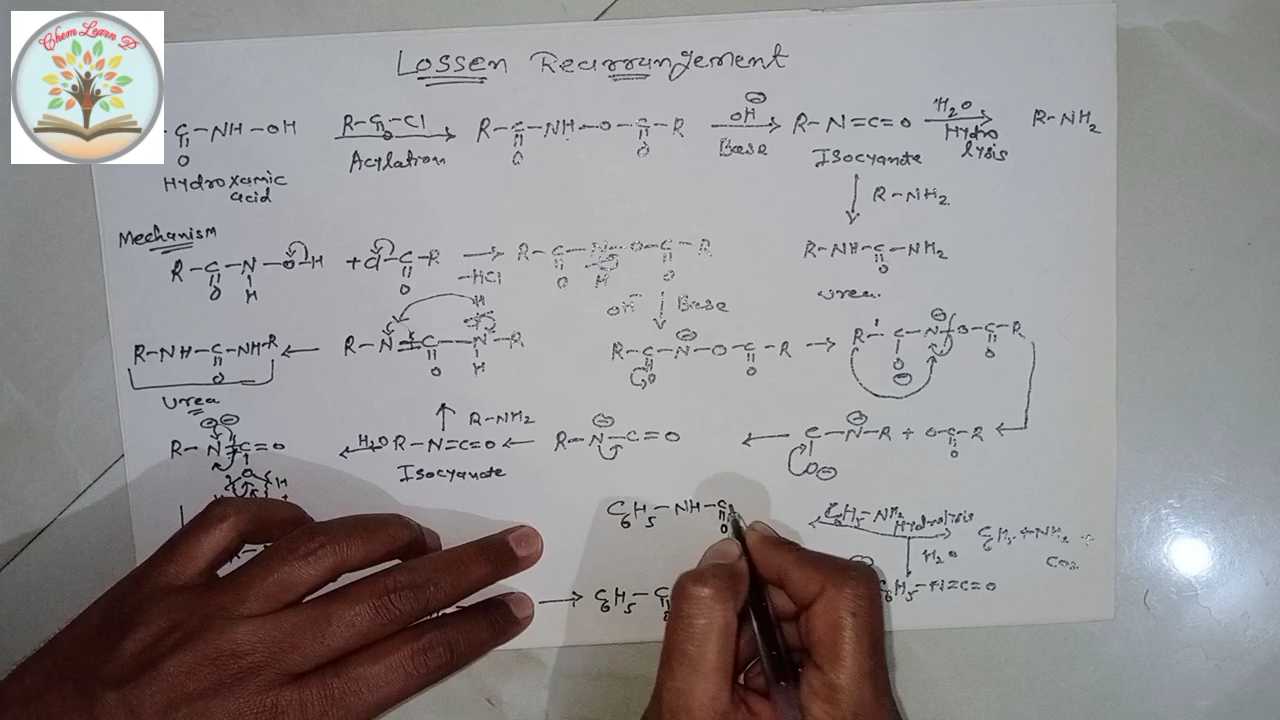 Chem Learn P
Lossen Rearrangement
C-NH-OH R-C-Cl R-C-NH-O-C-R OH R-N=C=O H2O R-NH2
O O O O ⊖
Hydroxamic acid Acylation Base Isocyanate Hydrolysis
R-NH2
Mechanism
R-C-N-O-H + Cl-C-R → R-C-N-O-C-R R-NH-C-NH2
O H O -HCl O H O O
urea
OH Base
R-NH-C-NH-R ← R-N=C-N-R R-C-N-O-C-R → R-C-N-O-C-R
O O H O O O O
Urea
R-NH2
R-N=C=O H2O R-N=C=O ← R-N-C=O ← C-N-R + O-C-R
Isocyanate
C6H5-NH-C C6H5-NH2 Hydrolysis C6H5+NH2 +
O H2O CO2
→ C6H5-C C6H5-N=C=O